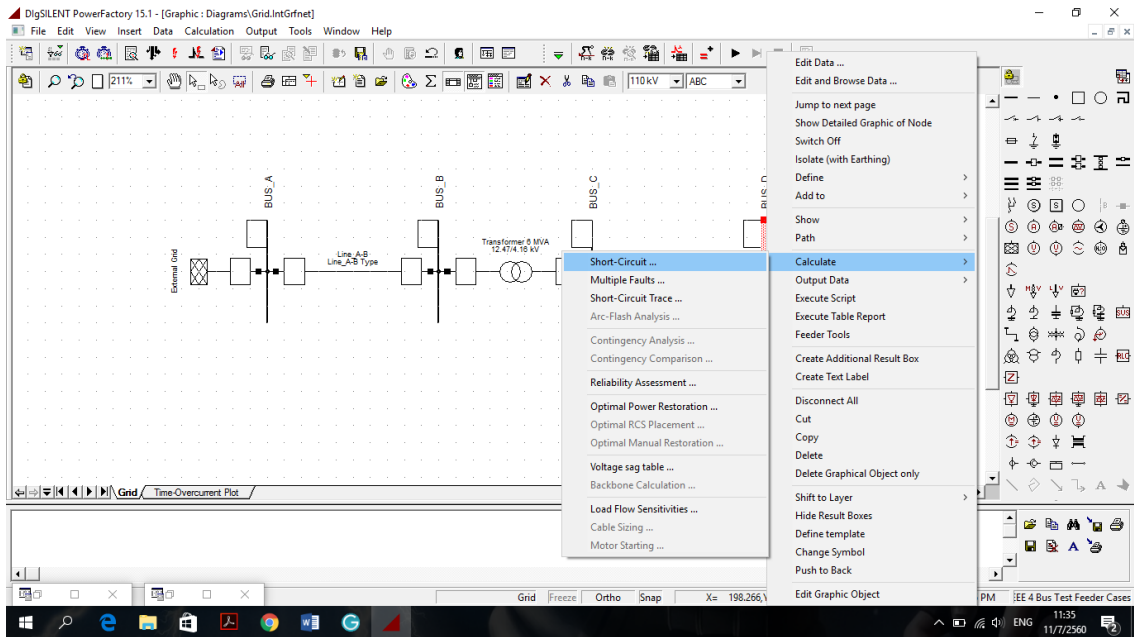 DIgSILENT PowerFactory 15.1 - [Graphic : Diagrams\Grid.IntGrfnet]
File Edit View Insert Data Calculation Output Tools Window Help
211%
110 kV
ABC
BUS_A
BUS_B
BUS_C
External Grid
Line_A-B
Line_A-B Type
Transformer 6 MVA
12.47/4.16 kV
Short-Circuit ...
Multiple Faults ...
Short-Circuit Trace ...
Arc-Flash Analysis ...
Contingency Analysis ...
Contingency Comparison ...
Reliability Assessment ...
Optimal Power Restoration ...
Optimal RCS Placement ...
Optimal Manual Restoration ...
Voltage sag table ...
Backbone Calculation ...
Load Flow Sensitivities ...
Cable Sizing ...
Motor Starting ...
Edit Data ...
Edit and Browse Data ...
Jump to next page
Show Detailed Graphic of Node
Switch Off
Isolate (with Earthing)
Define
Add to
Show
Path
Calculate
Output Data
Execute Script
Execute Table Report
Feeder Tools
Create Additional Result Box
Create Text Label
Disconnect All
Cut
Copy
Delete
Delete Graphical Object only
Shift to Layer
Hide Result Boxes
Define template
Change Symbol
Push to Back
Edit Graphic Object
Grid
Time-Overcurrent Plot
Grid Freeze Ortho Snap X= 198.266,
PM
EE 4 Bus Test Feeder Cases
ENG
11:35
11/7/2560